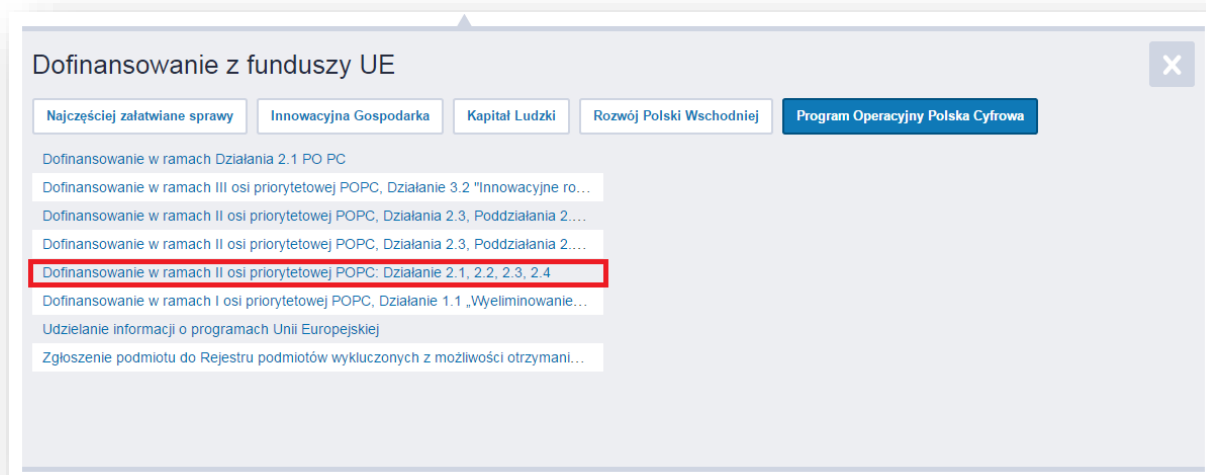 Dofinansowanie z funduszy UE
Najczęściej załatwiane sprawy Innowacyjna Gospodarka Kapitał Ludzki Rozwój Polski Wschodniej Program Operacyjny Polska Cyfrowa
Dofinansowanie w ramach Działania 2.1 PO PC
Dofinansowanie w ramach III osi priorytetowej POPC, Działanie 3.2 "Innowacyjne ro...
Dofinansowanie w ramach II osi priorytetowej POPC, Działania 2.3, Poddziałania 2....
Dofinansowanie w ramach II osi priorytetowej POPC, Działania 2.3, Poddziałania 2....
Dofinansowanie w ramach II osi priorytetowej POPC: Działanie 2.1, 2.2, 2.3, 2.4
Dofinansowanie w ramach I osi priorytetowej POPC, Działanie 1.1 „Wyeliminowanie...
Udzielanie informacji o programach Unii Europejskiej
Zgłoszenie podmiotu do Rejestru podmiotów wykluczonych z możliwości otrzymani...